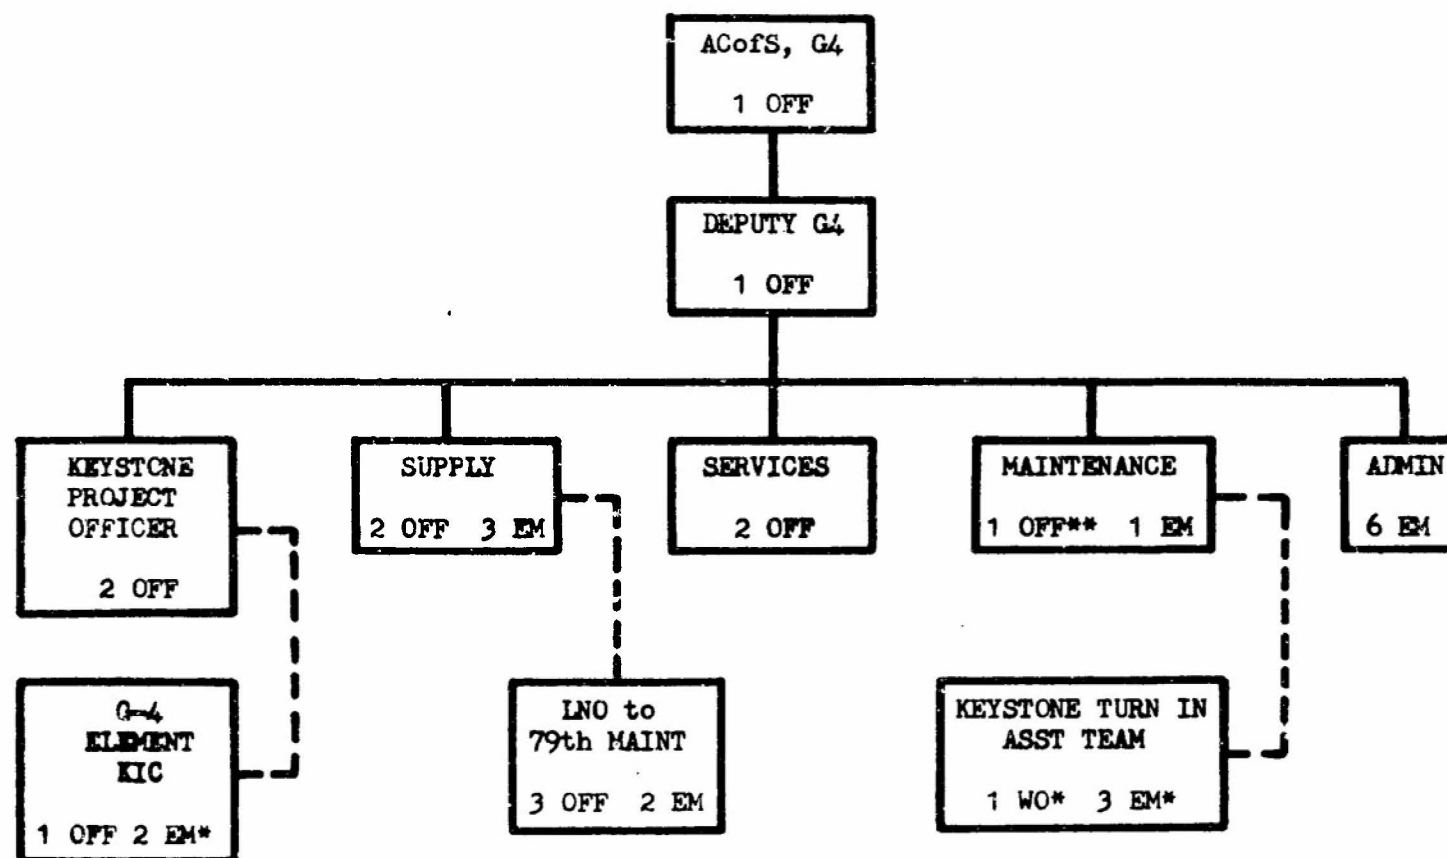 ACofS, G4
1 OFF
DEPUTY G4
1 OFF
KEYSTONE
PROJECT
OFFICER
2 OFF
SUPPLY
2 OFF 3 EM
SERVICES
2 OFF
MAINTENANCE
1 OFF** 1 EM
ADMIN
6 EM
G-4
ELEMENT
KIC
1 OFF 2 EM*
LNO to
79th MAINT
3 OFF 2 EM
KEYSTONE TURN IN
ASST TEAM
1 WO* 3 EM*